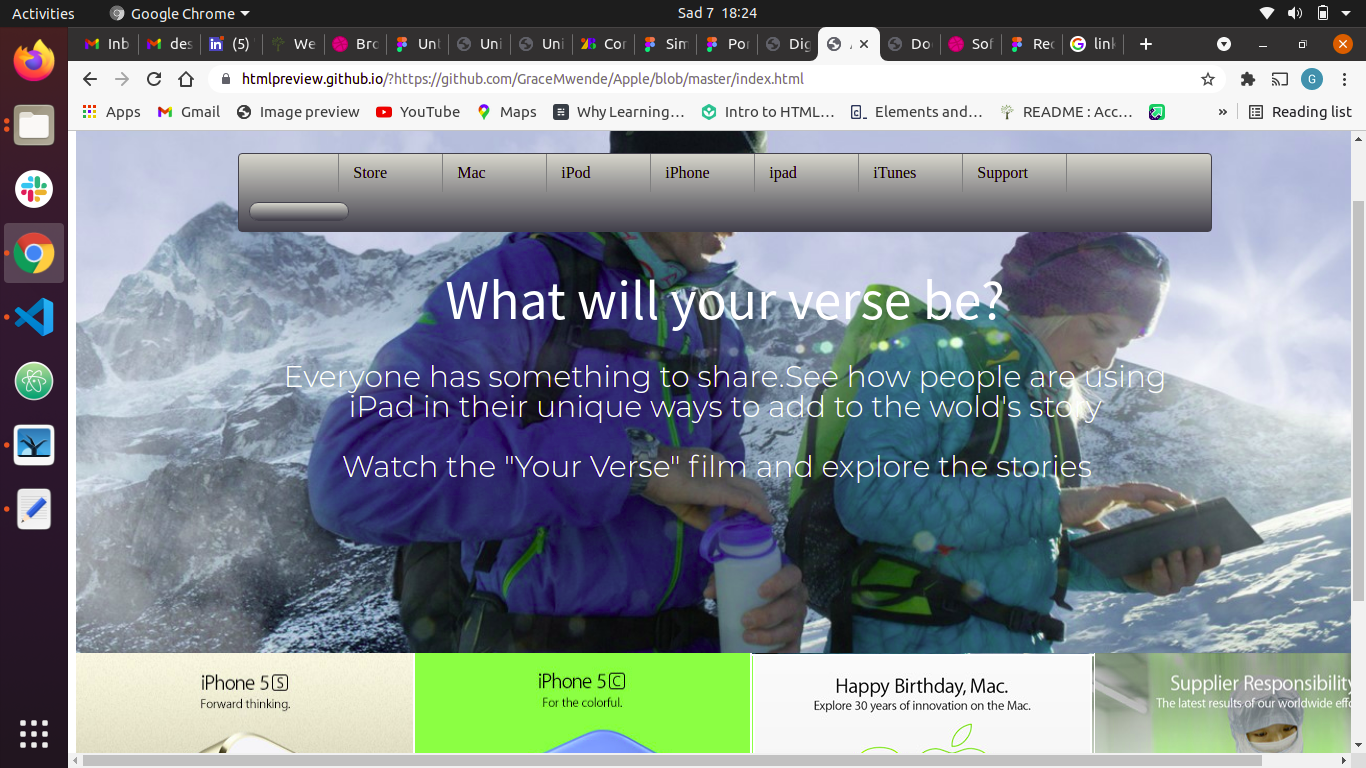 Activities Google Chrome Sad 7 18:24
Inb des (5) We Bro Unt Uni Uni Cor Sim Por Dig Do Sof Rec link
htmlpreview.github.io/?https://github.com/GraceMwende/Apple/blob/master/index.html G
Apps Gmail Image preview YouTube Maps Why Learning… Intro to HTML… Elements and… README : Acc… » Reading list
Store Mac iPod iPhone ipad iTunes Support
What will your verse be?
Everyone has something to share.See how people are using
iPad in their unique ways to add to the wold's story
Watch the "Your Verse" film and explore the stories
iPhone 5S
Forward thinking.
iPhone 5C
For the colorful.
Happy Birthday, Mac.
Explore 30 years of innovation on the Mac.
Supplier Responsibility
The latest results of our worldwide effo